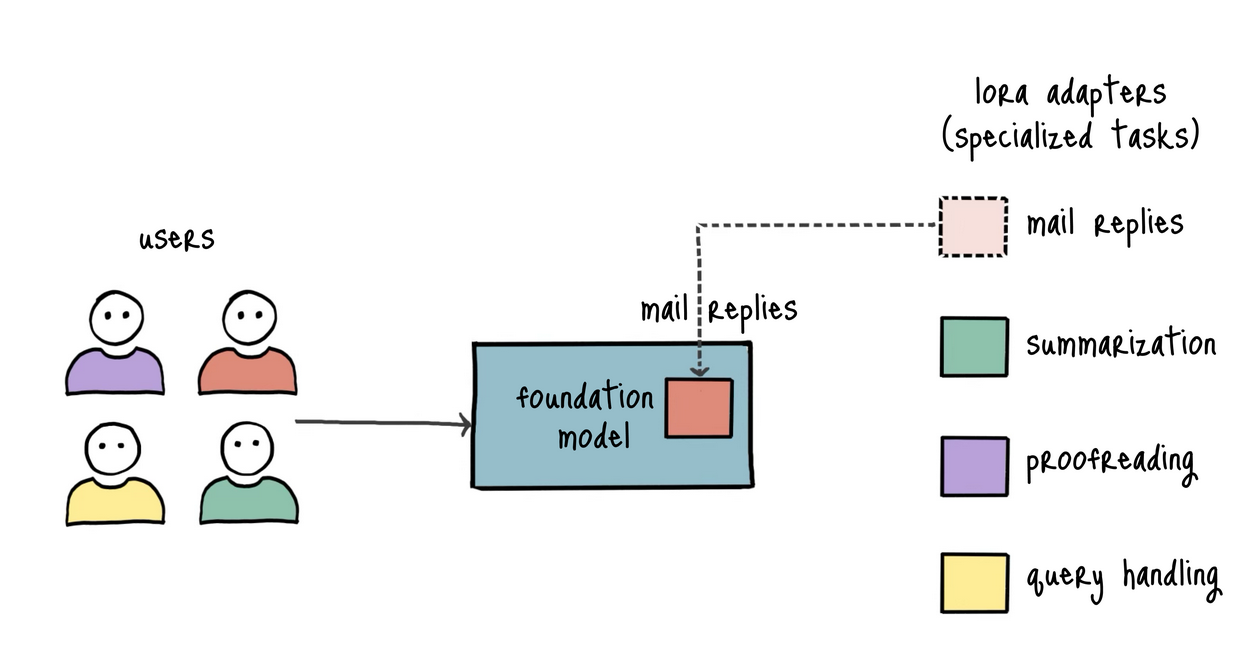 lora adapters
(specialized tasks)
mail replies
users
mail replies
summarization
foundation
model
proofreading
query handling